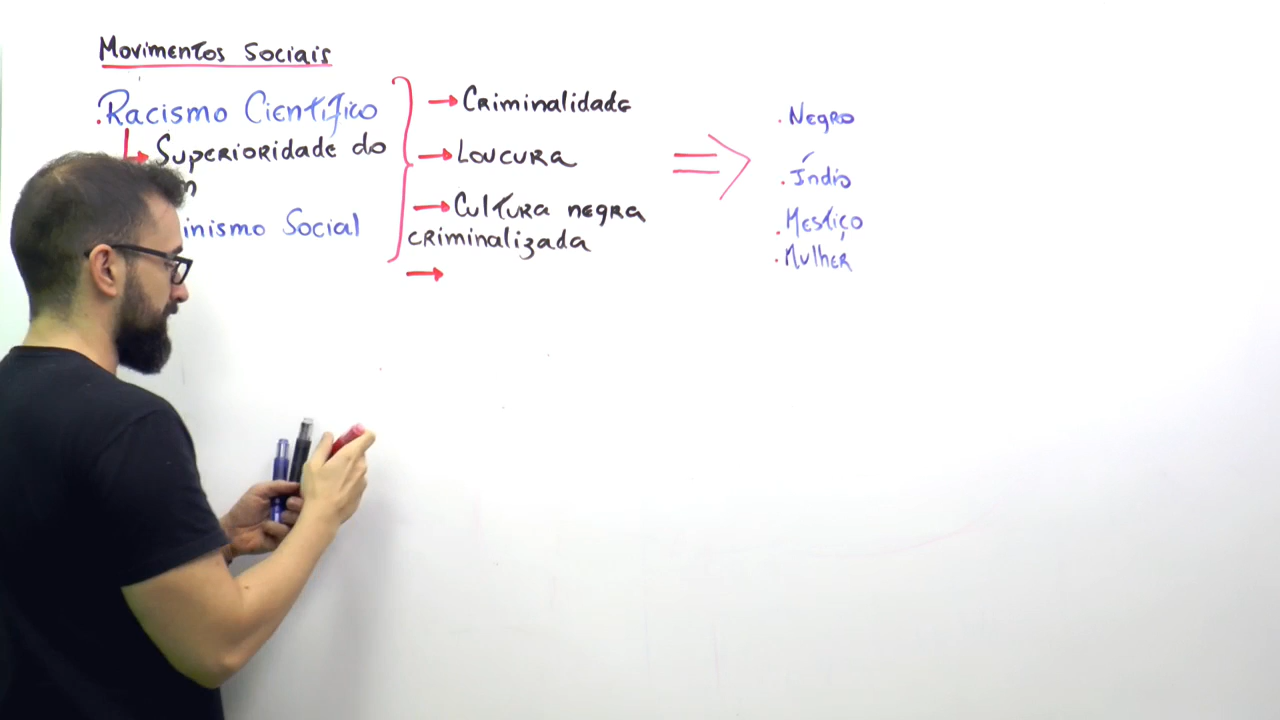 Movimentos Sociais
.Racismo Científico
→Superioridade do
inismo Social
→Criminalidade
→Loucura
→Cultura negra
criminalizada
→
⇒
.Negro
.Índio
.Mestiço
.Mulher